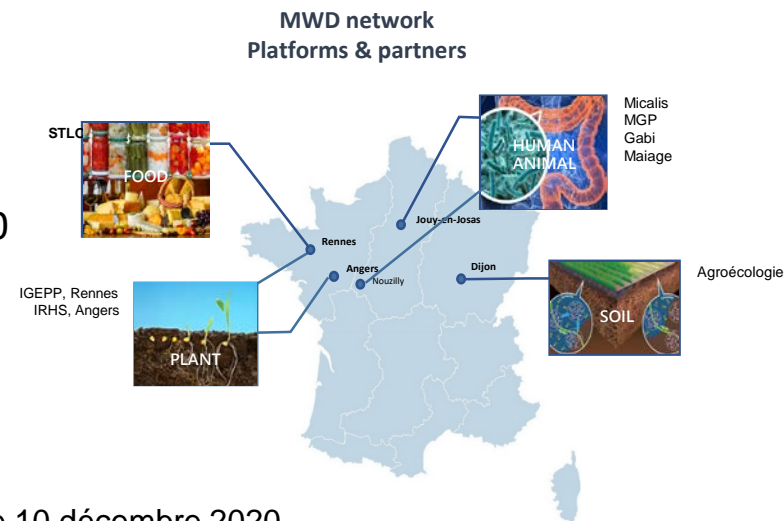 MWD network
Platforms & partners
STLO
FOOD
HUMAN
ANIMAL
Micalis
MGP
Gabi
Maiage
Jouy-en-Josas
Rennes
Angers
Nouzilly
Dijon
Agroécologie
SOIL
IGEPP, Rennes
IRHS, Angers
PLANT
10 décembre 2020